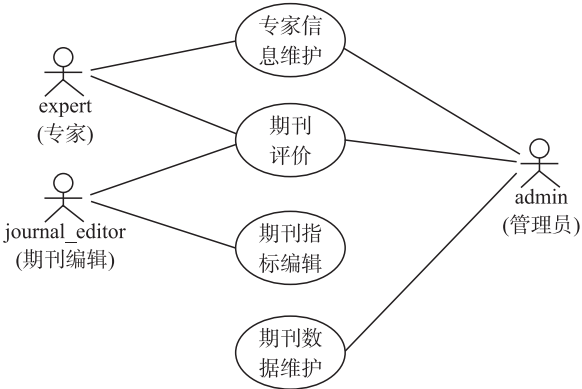 专家信
息维护
expert
(专家)
期刊
评价
admin
(管理员)
journal_editor
(期刊编辑)
期刊指
标编辑
期刊数
据维护